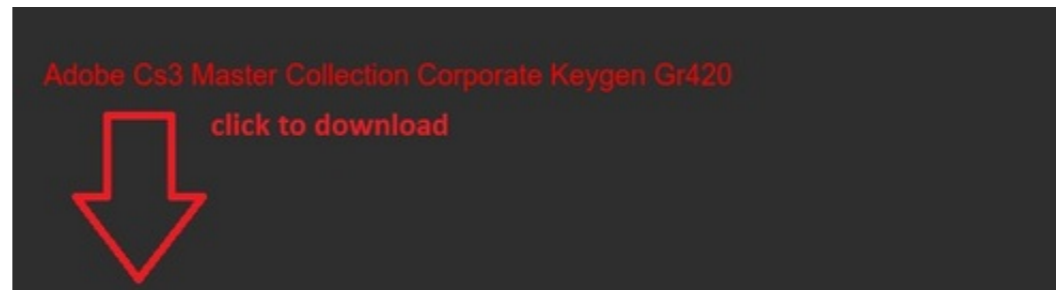 Adobe Cs3 Master Collection Corporate Keygen Gr420
click to download